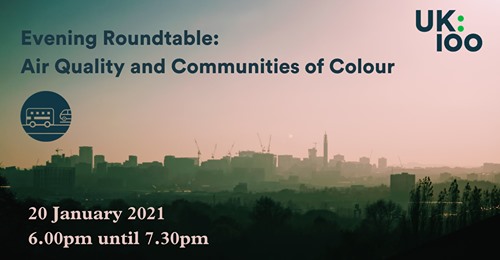 Evening Roundtable:
Air Quality and Communities of Colour
UK:
100
20 January 2021
6.00pm until 7.30pm